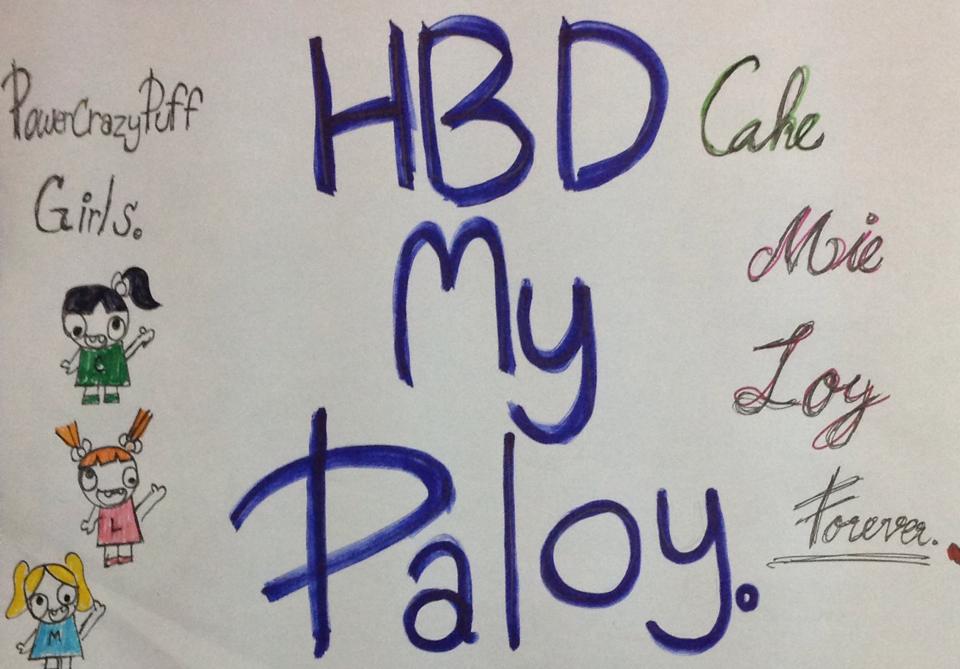 PowerCrazyPuff
Girls.
C
L
M
HBD
My
Paloy.
Cake
Mie
Loy
Forever.